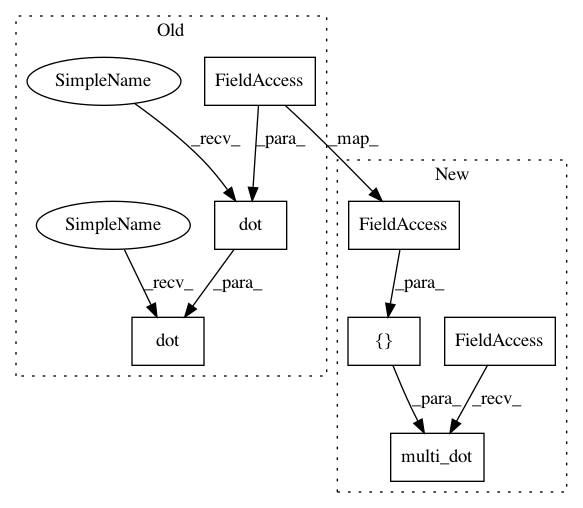 Old
SimpleName
FieldAccess
_recv_
_para_
_map_
New
SimpleName
dot
FieldAccess
_recv_
_para_
_para_
dot
{}
FieldAccess
_para_
_recv_
multi_dot